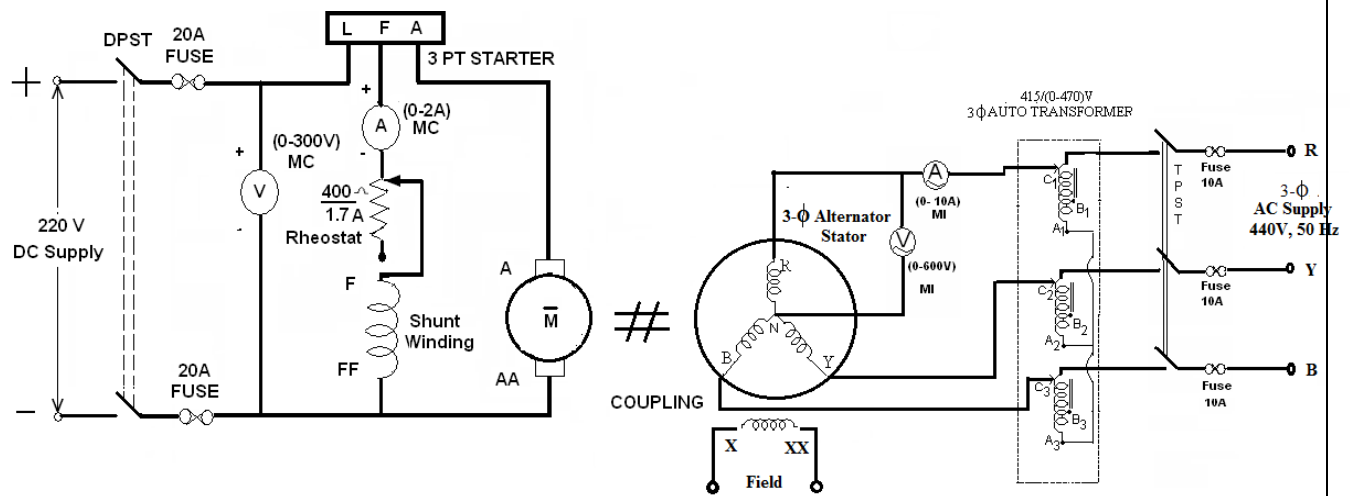 L F A
DPST
20A
FUSE
3 PT STARTER
+
+
(0-2A)
MC
A
-
(0-300V)
MC
+
V
-
400
1.7 A
Rheostat
220 V
DC Supply
F
Shunt
Winding
FF
A
M
AA
20A
FUSE
−
COUPLING
415/(0-470)V
3ϕ AUTO TRANSFORMER
A
(0- 10A)
MI
3-ϕ Alternator
Stator
V
(0-600V)
MI
R
N
B
Y
X
XX
Field
C1
B1
A1
C2
B2
A2
C3
B3
A3
TPST
Fuse
10A
R
3-ϕ
AC Supply
440V, 50 Hz
Fuse
10A
Y
Fuse
10A
B